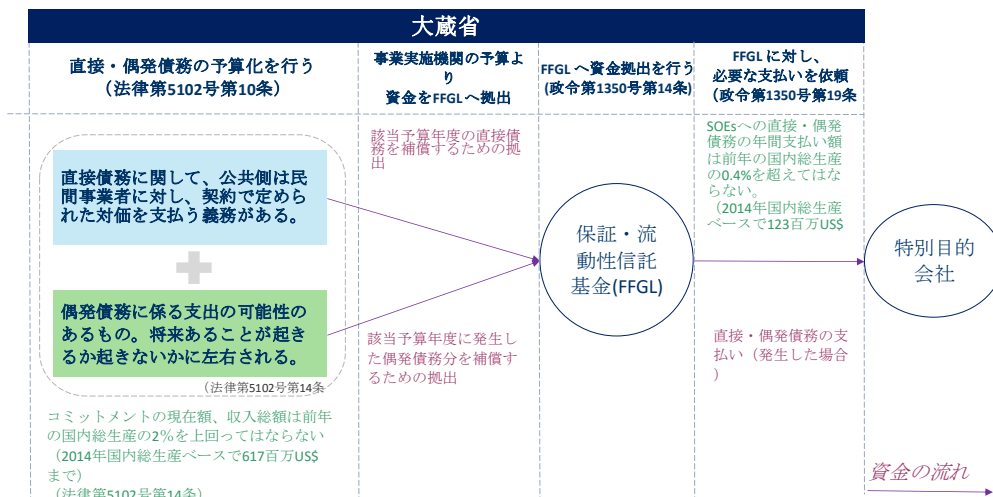 大蔵省
直接・偶発債務の予算化を行う
（法律第5102号第10条）
事業実施機関の予算よ
り
資金をFFGLへ拠出
FFGLへ資金拠出を行う
(政令第1350号第14条)
FFGLに対し、
必要な支払いを依頼
（政令第1350号第19条
直接債務に関して、公共側は民
間事業者に対し、契約で定めら
れた対価を支払う義務がある。
偶発債務に係る支出の可能性の
あるもの。将来あることが起き
るか起きないかに左右される。
（法律第5102号第14条
コミットメントの現在額、収入総額は前年
の国内総生産の2％を上回ってはならない
（2014年国内総生産ベースで617百万US$
まで）
（法律第5102号第14条）
該当予算年度の直接債
務を補償するための拠
出
該当予算年度に発生し
た偶発債務分を補償す
るための拠出
保証・流
動性信託
基金(FFGL)
SOEsへの直接・偶発
債務の年間支払い額
は前年の国内総生産
の0.4%を超えてはな
らない。
（2014年国内総生産
ベースで123百万US$
直接・偶発債務の支
払い（発生した場合
）
特別目的
会社
資金の流れ